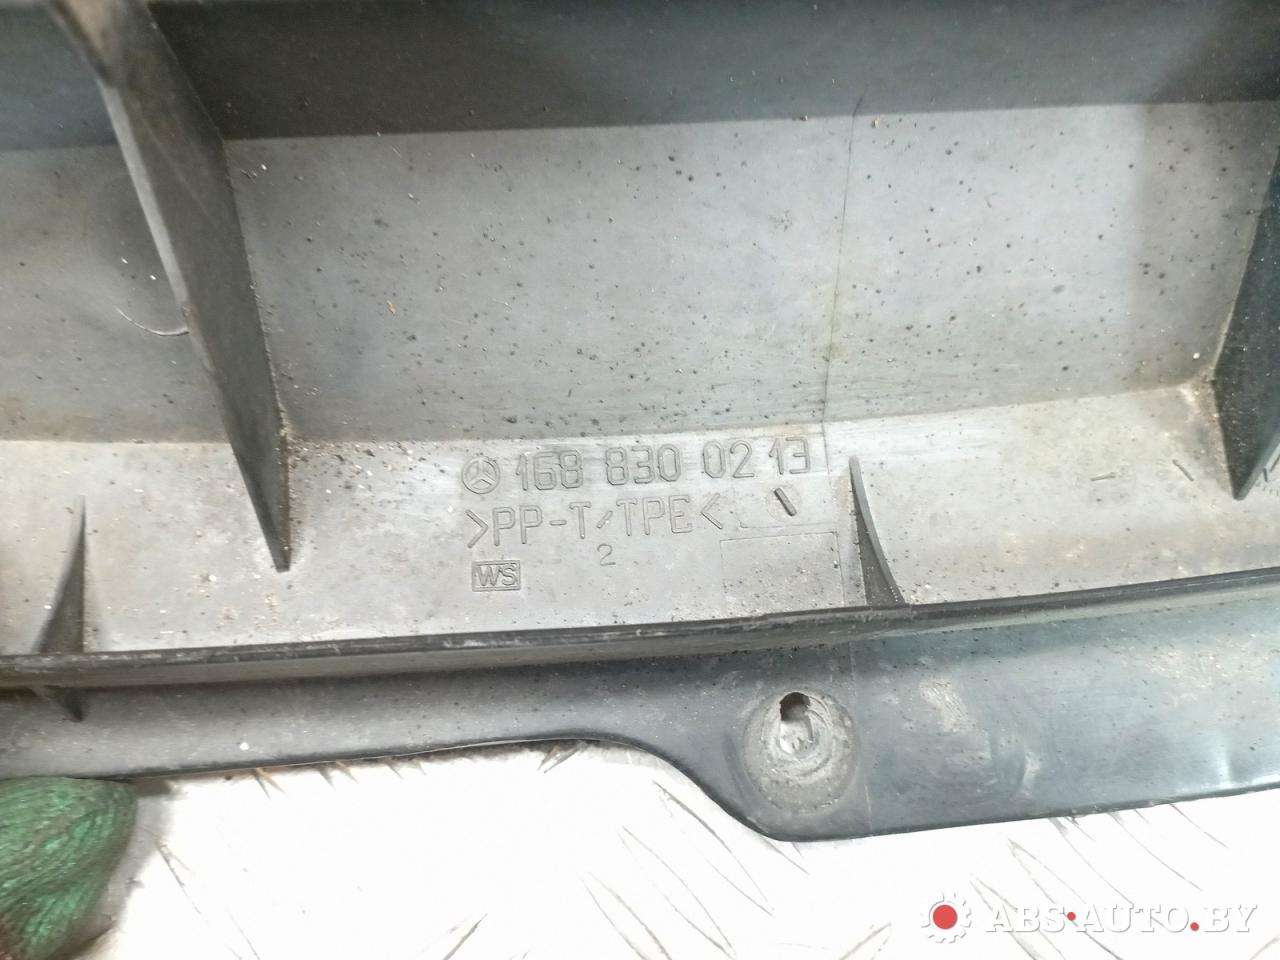 168 830 02 13
>PP-T/TPE<
2
WS
ABS-AUTO.BY